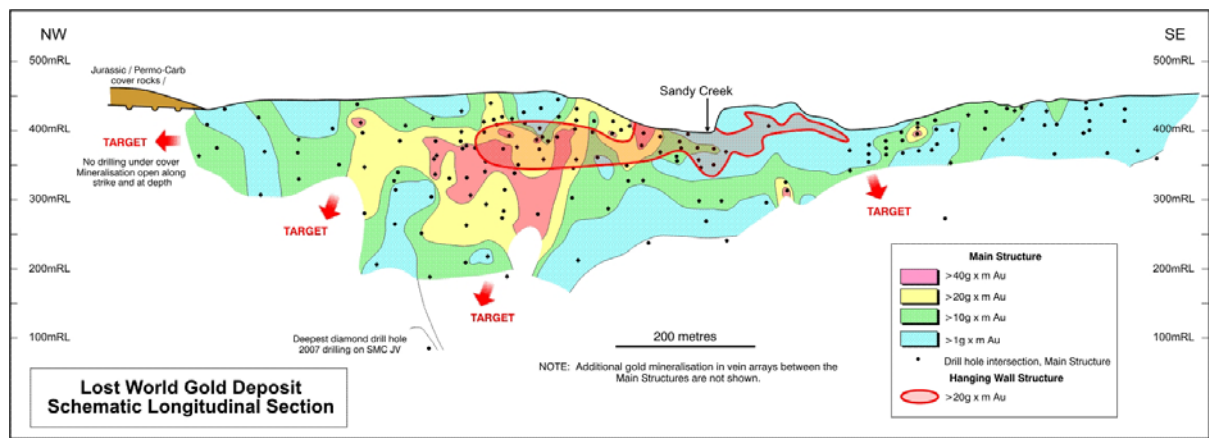 NW
SE
500mRL
500mRL
Jurassic / Permo-Carb
cover rocks /
Sandy Creek
400mRL
400mRL
TARGET
No drilling under cover
Mineralisation open along
strike and at depth
300mRL
300mRL
TARGET
TARGET
200mRL
200mRL
TARGET
100mRL
100mRL
Deepest diamond drill hole
2007 drilling on SMC JV
200 metres
NOTE: Additional gold mineralisation in vein arrays between the
Main Structures are not shown.
Main Structure
>40g x m Au
>20g x m Au
>10g x m Au
>1g x m Au
Drill hole intersection, Main Structure
Hanging Wall Structure
>20g x m Au
Lost World Gold Deposit
Schematic Longitudinal Section